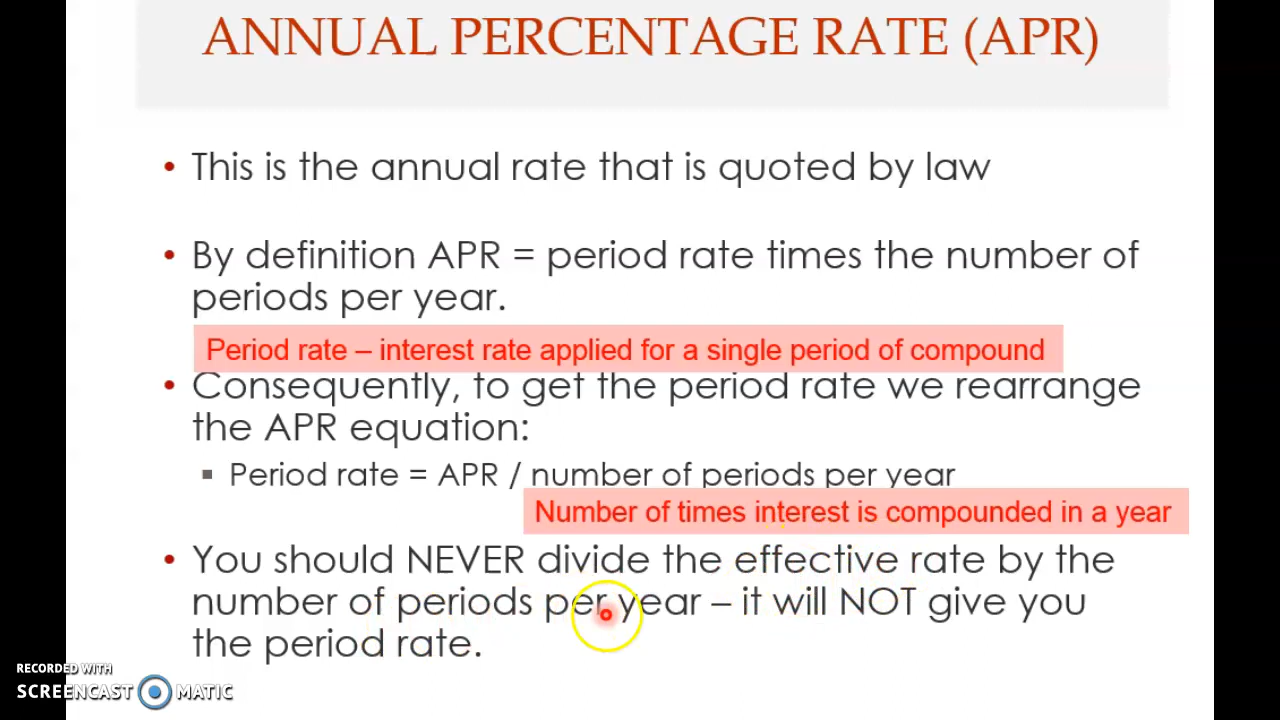 ANNUAL PERCENTAGE RATE (APR)
• This is the annual rate that is quoted by law
• By definition APR = period rate times the number of
periods per year.
Period rate – interest rate applied for a single period of compound
• Consequently, to get the period rate we rearrange
the APR equation:
▪ Period rate = APR / number of periods per year
Number of times interest is compounded in a year
• You should NEVER divide the effective rate by the
number of periods per year – it will NOT give you
the period rate.
RECORDED WITH
SCREENCAST MATIC